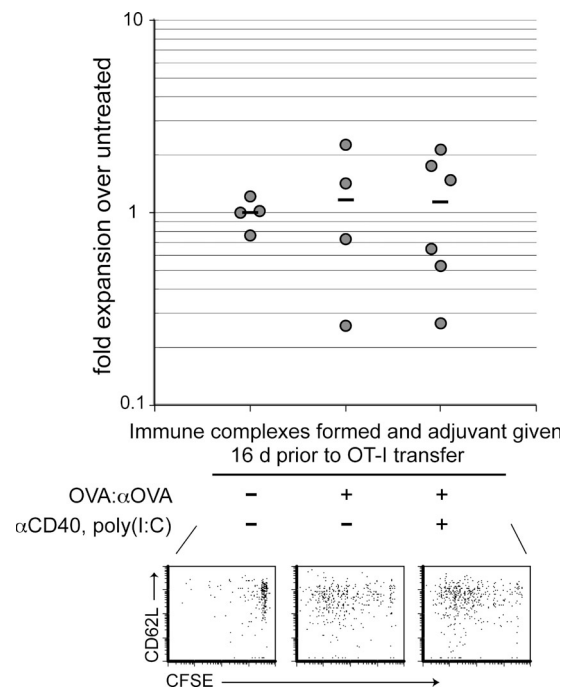 10
fold expansion over untreated
1
0.1
Immune complexes formed and adjuvant given
16 d prior to OT-I transfer
OVA:αOVA − + +
αCD40, poly(I:C) − − +
CD62L
CFSE